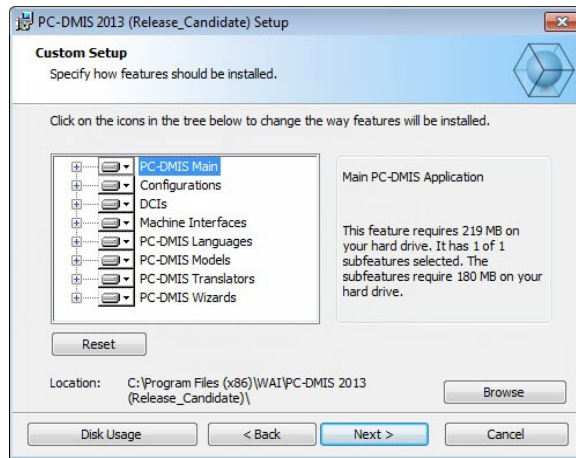 PC-DMIS 2013 (Release_Candidate) Setup
Custom Setup
Specify how features should be installed.
Click on the icons in the tree below to change the way features will be installed.
PC-DMIS Main
Configurations
DCIs
Machine Interfaces
PC-DMIS Languages
PC-DMIS Models
PC-DMIS Translators
PC-DMIS Wizards
Main PC-DMIS Application
This feature requires 219 MB on
your hard drive. It has 1 of 1
subfeatures selected. The
subfeatures require 180 MB on your
hard drive.
Reset
Location: C:\Program Files (x86)\WAI\PC-DMIS 2013
(Release_Candidate)\
Browse
Disk Usage < Back Next > Cancel